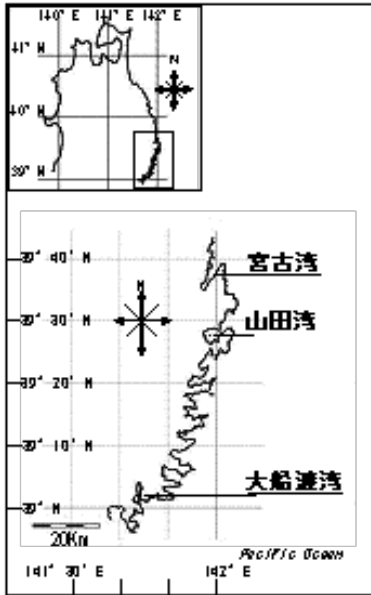 140° E 141° E 142° E
41° N
N
40° N
39° N
39° 40' N
宮古湾
N
39° 30' N
山田湾
39° 20' N
39° 10' N
大船渡湾
39° N
20Km
Pacific Ocean
141° 30' E 142° E